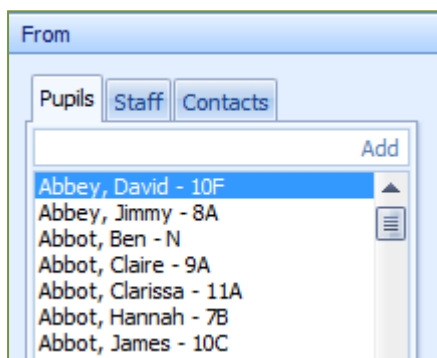 From
Pupils Staff Contacts
Add
Abbey, David - 10F
Abbey, Jimmy - 8A
Abbot, Ben - N
Abbot, Claire - 9A
Abbot, Clarissa - 11A
Abbot, Hannah - 7B
Abbot, James - 10C